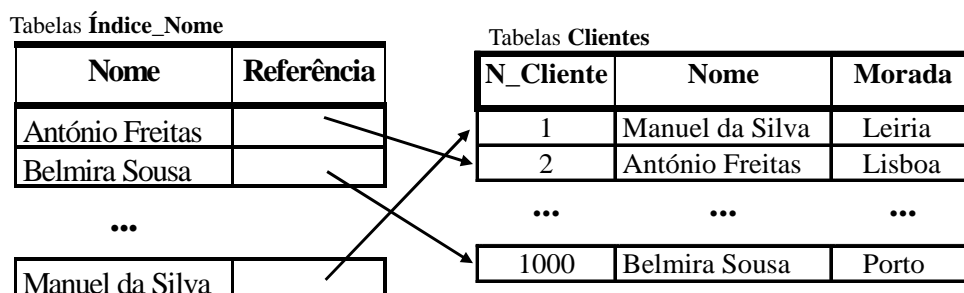 Tabelas Índice_Nome
Nome Referência
António Freitas
Belmira Sousa
...
Manuel da Silva
Tabelas Clientes
N_Cliente Nome Morada
1 Manuel da Silva Leiria
2 António Freitas Lisboa
... ... ...
1000 Belmira Sousa Porto